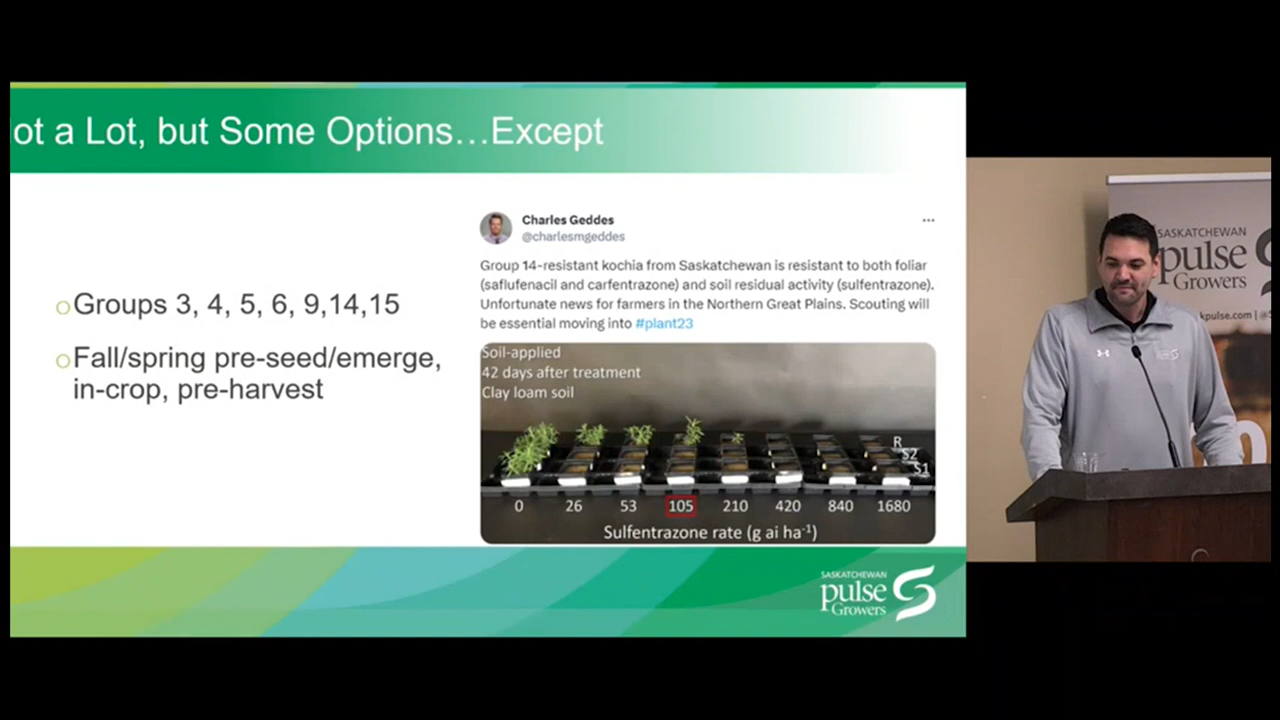 ot a Lot, but Some Options…Except
Groups 3, 4, 5, 6, 9,14,15
Fall/spring pre-seed/emerge,
in-crop, pre-harvest
Charles Geddes
@charlesmgeddes
Group 14-resistant kochia from Saskatchewan is resistant to both foliar
(saflufenacil and carfentrazone) and soil residual activity (sulfentrazone).
Unfortunate news for farmers in the Northern Great Plains. Scouting will
be essential moving into #plant23
Soil-applied
42 days after treatment
Clay loam soil
R
S2
S1
0 26 53 105 210 420 840 1680
Sulfentrazone rate (g ai ha-1)
SASKATCHEWAN
pulse
Growers
SASKATCHEWAN
pulse
Growers
kpulse.com | @S